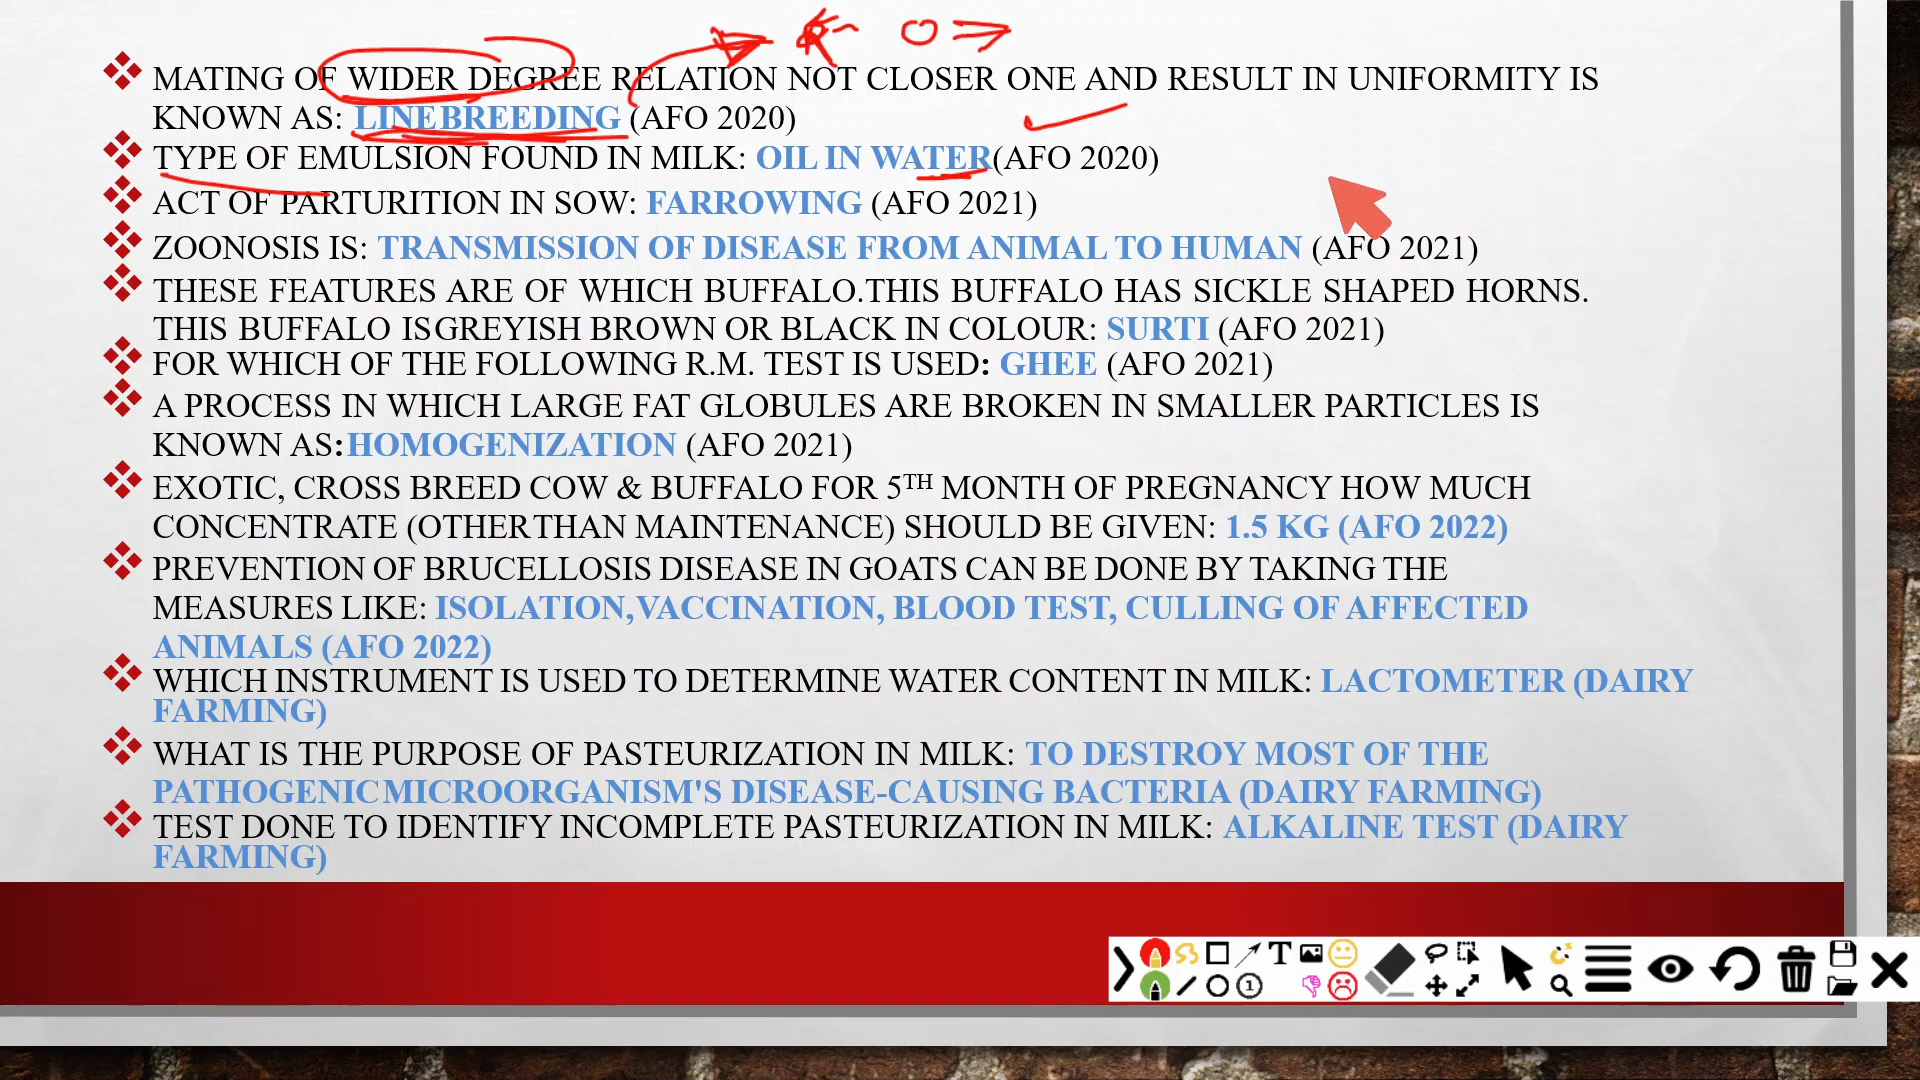 MATING OF WIDER DEGREE RELATION NOT CLOSER ONE AND RESULT IN UNIFORMITY IS
KNOWN AS: LINEBREEDING (AFO 2020)
TYPE OF EMULSION FOUND IN MILK: OIL IN WATER(AFO 2020)
ACT OF PARTURITION IN SOW: FARROWING (AFO 2021)
ZOONOSIS IS: TRANSMISSION OF DISEASE FROM ANIMAL TO HUMAN (AFO 2021)
THESE FEATURES ARE OF WHICH BUFFALO.THIS BUFFALO HAS SICKLE SHAPED HORNS.
THIS BUFFALO ISGREYISH BROWN OR BLACK IN COLOUR: SURTI (AFO 2021)
FOR WHICH OF THE FOLLOWING R.M. TEST IS USED: GHEE (AFO 2021)
A PROCESS IN WHICH LARGE FAT GLOBULES ARE BROKEN IN SMALLER PARTICLES IS
KNOWN AS:HOMOGENIZATION (AFO 2021)
EXOTIC, CROSS BREED COW & BUFFALO FOR 5TH MONTH OF PREGNANCY HOW MUCH
CONCENTRATE (OTHERTHAN MAINTENANCE) SHOULD BE GIVEN: 1.5 KG (AFO 2022)
PREVENTION OF BRUCELLOSIS DISEASE IN GOATS CAN BE DONE BY TAKING THE
MEASURES LIKE: ISOLATION,VACCINATION, BLOOD TEST, CULLING OF AFFECTED
ANIMALS (AFO 2022)
WHICH INSTRUMENT IS USED TO DETERMINE WATER CONTENT IN MILK: LACTOMETER (DAIRY
FARMING)
WHAT IS THE PURPOSE OF PASTEURIZATION IN MILK: TO DESTROY MOST OF THE
PATHOGENICMICROORGANISM'S DISEASE-CAUSING BACTERIA (DAIRY FARMING)
TEST DONE TO IDENTIFY INCOMPLETE PASTEURIZATION IN MILK: ALKALINE TEST (DAIRY
FARMING)